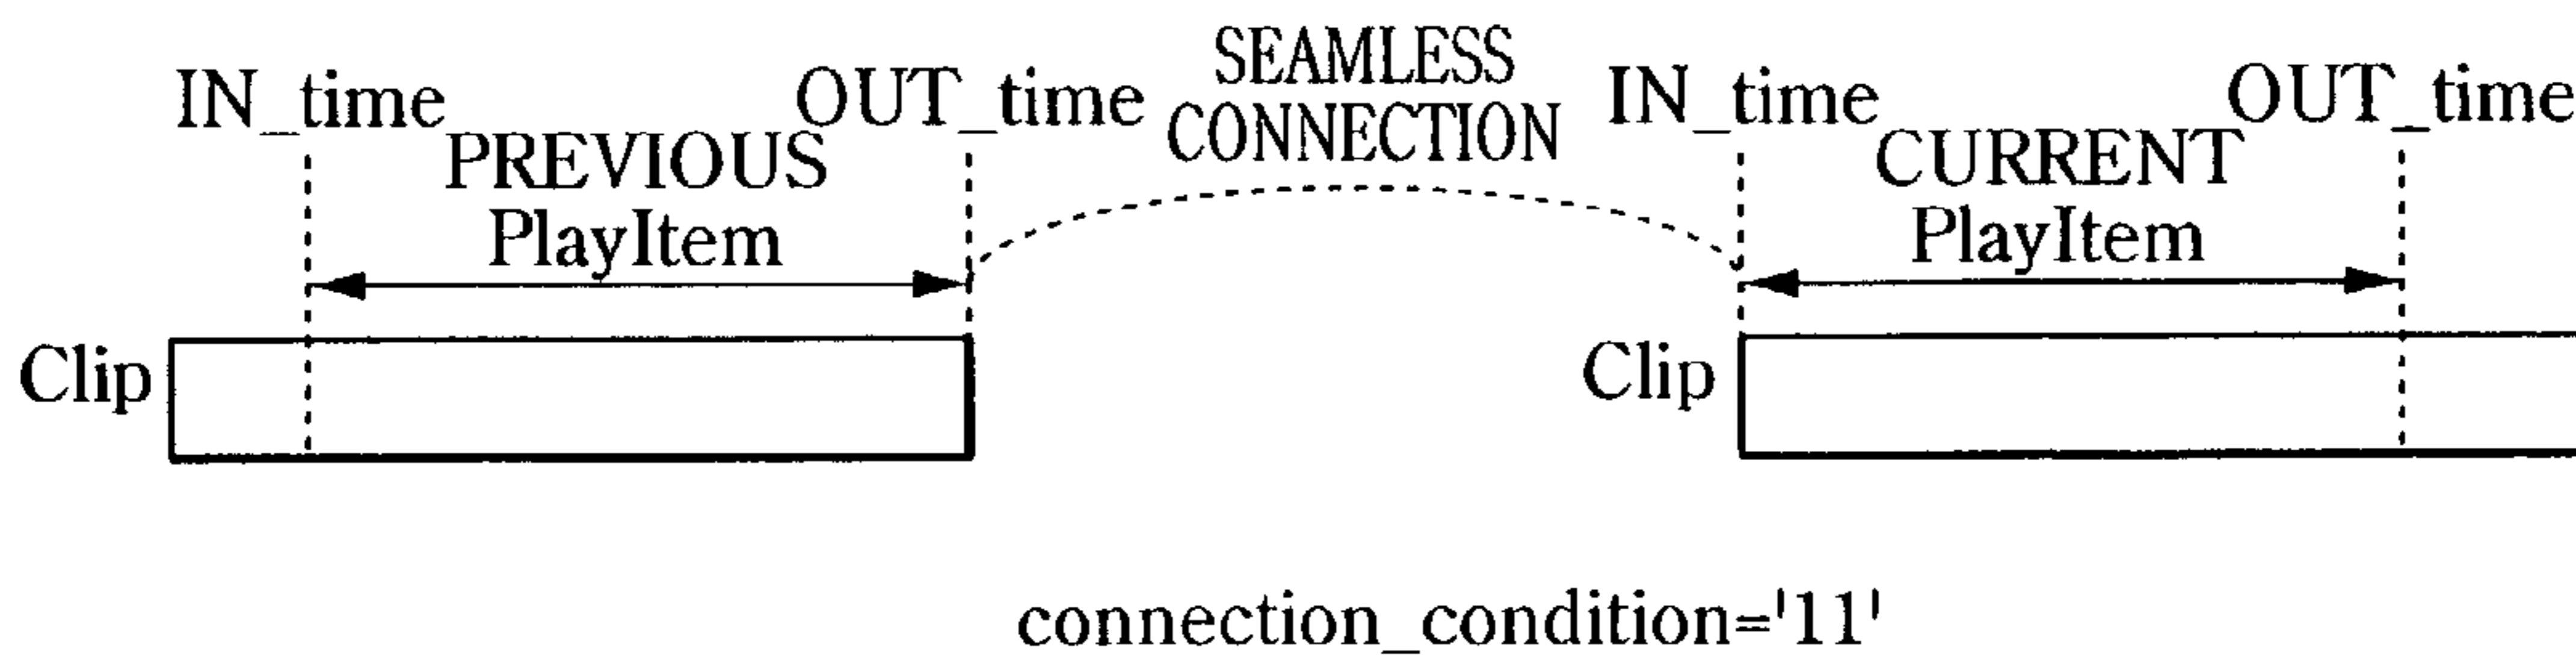 IN_time
PREVIOUS
PlayItem
OUT_time
SEAMLESS
CONNECTION
IN_time
CURRENT
PlayItem
OUT_time
Clip
Clip
connection_condition='11'